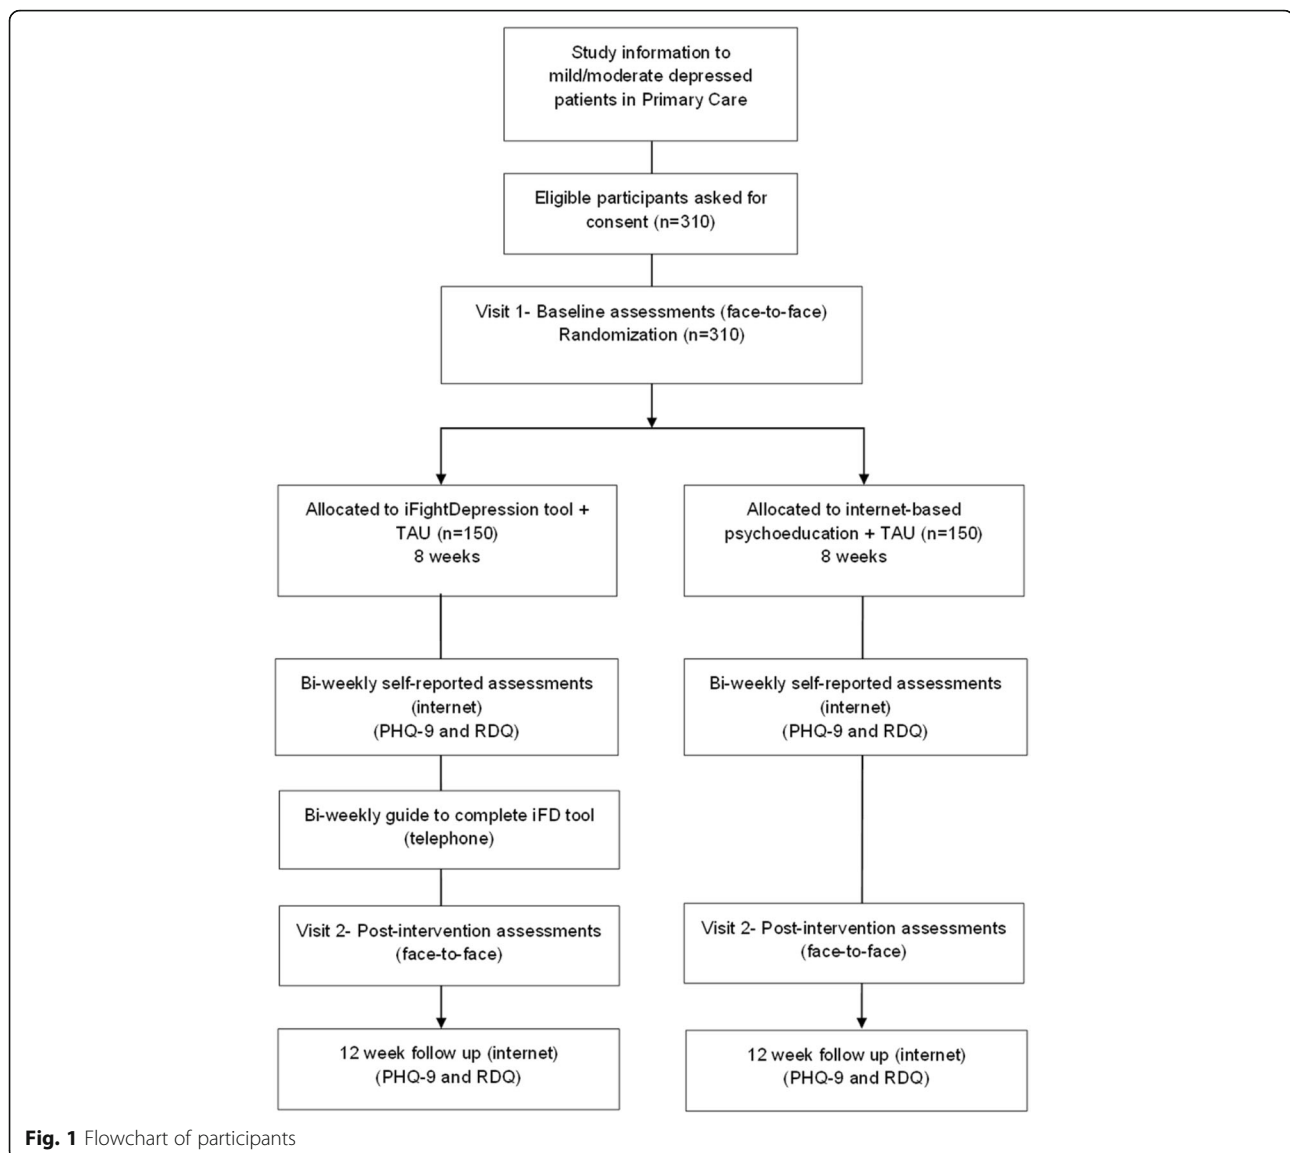 Study information to
mild/moderate depressed
patients in Primary Care
Eligible participants asked for
consent (n=310)
Visit 1- Baseline assessments (face-to-face)
Randomization (n=310)
Allocated to iFightDepression tool +
TAU (n=150)
8 weeks
Allocated to internet-based
psychoeducation + TAU (n=150)
8 weeks
Bi-weekly self-reported assessments
(internet)
(PHQ-9 and RDQ)
Bi-weekly self-reported assessments
(internet)
(PHQ-9 and RDQ)
Bi-weekly guide to complete iFD tool
(telephone)
Visit 2- Post-intervention assessments
(face-to-face)
Visit 2- Post-intervention assessments
(face-to-face)
12 week follow up (internet)
(PHQ-9 and RDQ)
12 week follow up (internet)
(PHQ-9 and RDQ)
Fig. 1 Flowchart of participants